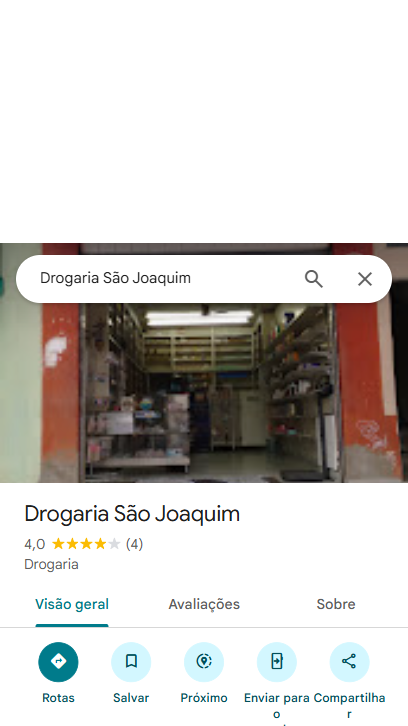 Drogaria São Joaquim
Drogaria São Joaquim
4,0 (4)
Drogaria
Visão geral Avaliações Sobre
Rotas Salvar Próximo Enviar para o Compartilhar